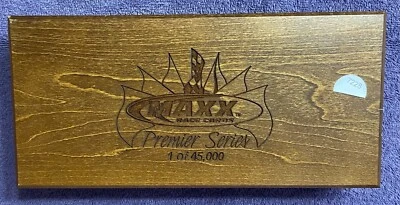 MAXX
RACE CARDS
Premier Series
1 of 45,000